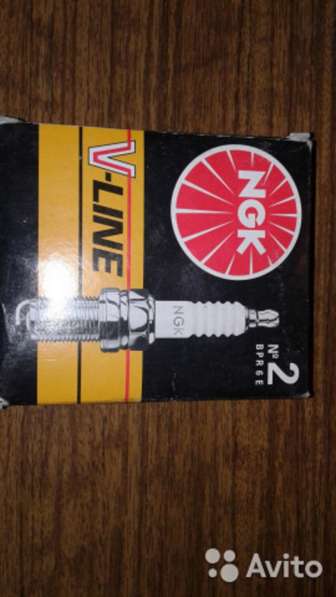 NGK
V-LINE
NGK
Nº 2
BPR6E
Avito